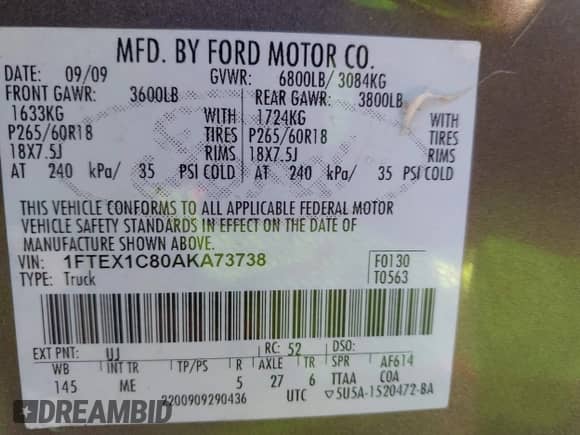 MFD. BY FORD MOTOR CO.
DATE: 09/09 GVWR: 6800LB/ 3084KG
FRONT GAWR: 3600LB REAR GAWR: 3800LB
1633KG WITH 1724KG WITH
P265/60R18 TIRES P265/60R18 TIRES
18X7.5J RIMS 18X7.5J RIMS
AT 240 kPa/ 35 PSI COLD AT 240 kPa/ 35 PSI COLD
THIS VEHICLE CONFORMS TO ALL APPLICABLE FEDERAL MOTOR
VEHICLE SAFETY STANDARDS IN EFFECT ON THE DATE OF
MANUFACTURE SHOWN ABOVE.
VIN: 1FTEX1C80AKA73738 F0130
TYPE: Truck T0563
EXT PNT: UJ RC: 52 DSO:
WB INT TR TP/PS R AXLE TR SPR AF614
145 ME 5 27 6 TTAA COA
2200909290436 UTC ▽5U5A-1520472-BA
DREAMBID